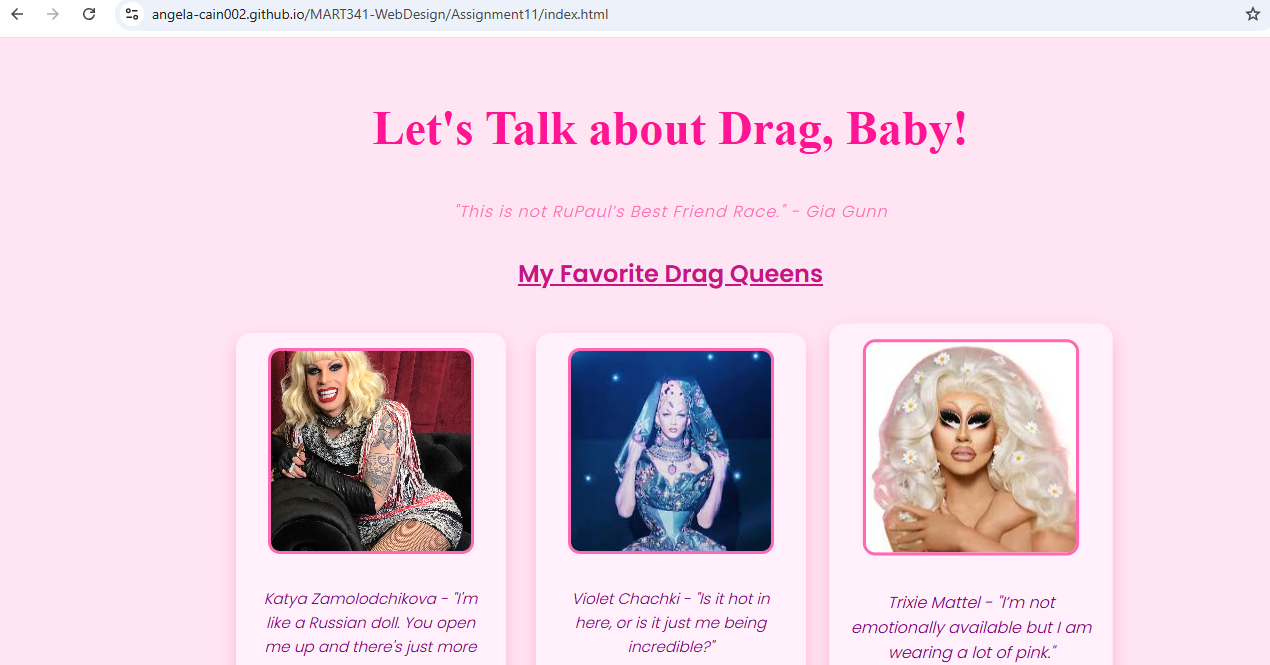 angela-cain002.github.io/MART341-WebDesign/Assignment11/index.html
Let's Talk about Drag, Baby!
"This is not RuPaul’s Best Friend Race." - Gia Gunn
My Favorite Drag Queens
Katya Zamolodchikova - "I'm
like a Russian doll. You open
me up and there's just more
Violet Chachki - "Is it hot in
here, or is it just me being
incredible?"
Trixie Mattel - "I’m not
emotionally available but I am
wearing a lot of pink."